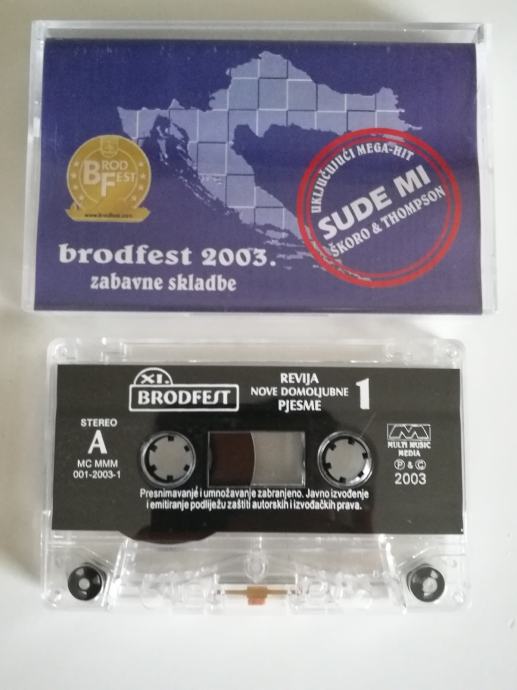 BROD
FEST
www.brodfest.com
UKLJUČUJUĆI MEGA-HIT
SUDE MI
ŠKORO & THOMPSON
brodfest 2003.
zabavne skladbe
XI.
BRODFEST
REVIJA
NOVE DOMOLJUBNE
PJESME
1
STEREO
A
MC MMM
001-2003-1
MULTI MUSIC
MEDIA
℗ & ©
2003
Presnimavanje i umnožavanje zabranjeno. Javno izvođenje
i emitiranje podliježu zaštiti autorskih i izvođačkih prava.